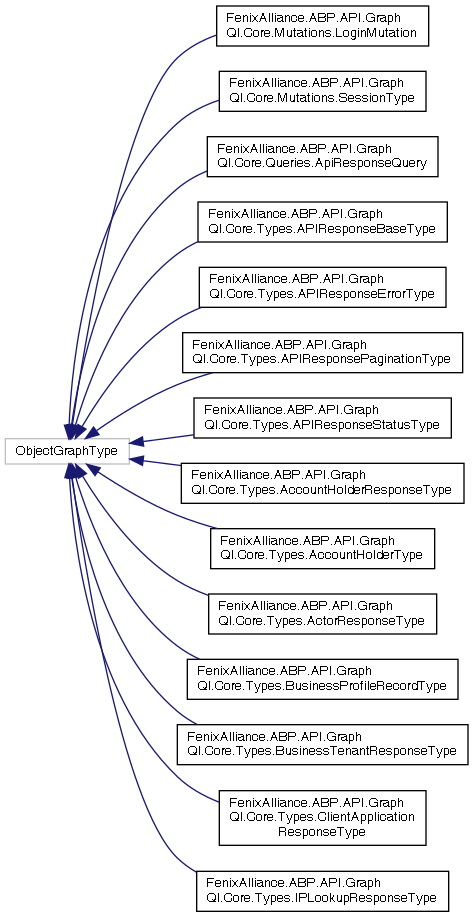 FenixAlliance.ABP.API.Graph
Ql.Core.Mutations.LoginMutation
FenixAlliance.ABP.API.Graph
Ql.Core.Mutations.SessionType
FenixAlliance.ABP.API.Graph
Ql.Core.Queries.ApiResponseQuery
FenixAlliance.ABP.API.Graph
Ql.Core.Types.APIResponseBaseType
FenixAlliance.ABP.API.Graph
Ql.Core.Types.APIResponseErrorType
FenixAlliance.ABP.API.Graph
Ql.Core.Types.APIResponsePaginationType
FenixAlliance.ABP.API.Graph
Ql.Core.Types.APIResponseStatusType
ObjectGraphType
FenixAlliance.ABP.API.Graph
Ql.Core.Types.AccountHolderResponseType
FenixAlliance.ABP.API.Graph
Ql.Core.Types.AccountHolderType
FenixAlliance.ABP.API.Graph
Ql.Core.Types.ActorResponseType
FenixAlliance.ABP.API.Graph
Ql.Core.Types.BusinessProfileRecordType
FenixAlliance.ABP.API.Graph
Ql.Core.Types.BusinessTenantResponseType
FenixAlliance.ABP.API.Graph
Ql.Core.Types.ClientApplication
ResponseType
FenixAlliance.ABP.API.Graph
Ql.Core.Types.IPLookupResponseType